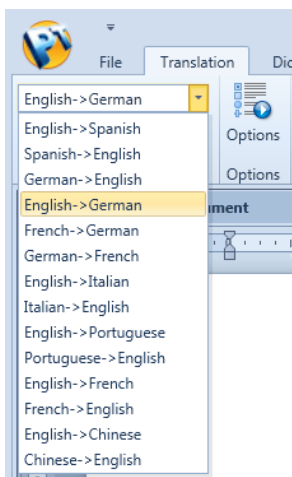 File Translation Dic
English->German
English->Spanish
Options
Spanish->English
German->English
Options
English->German
ument
French->German
German->French
English->Italian
Italian->English
English->Portuguese
Portuguese->English
English->French
French->English
English->Chinese
Chinese->English